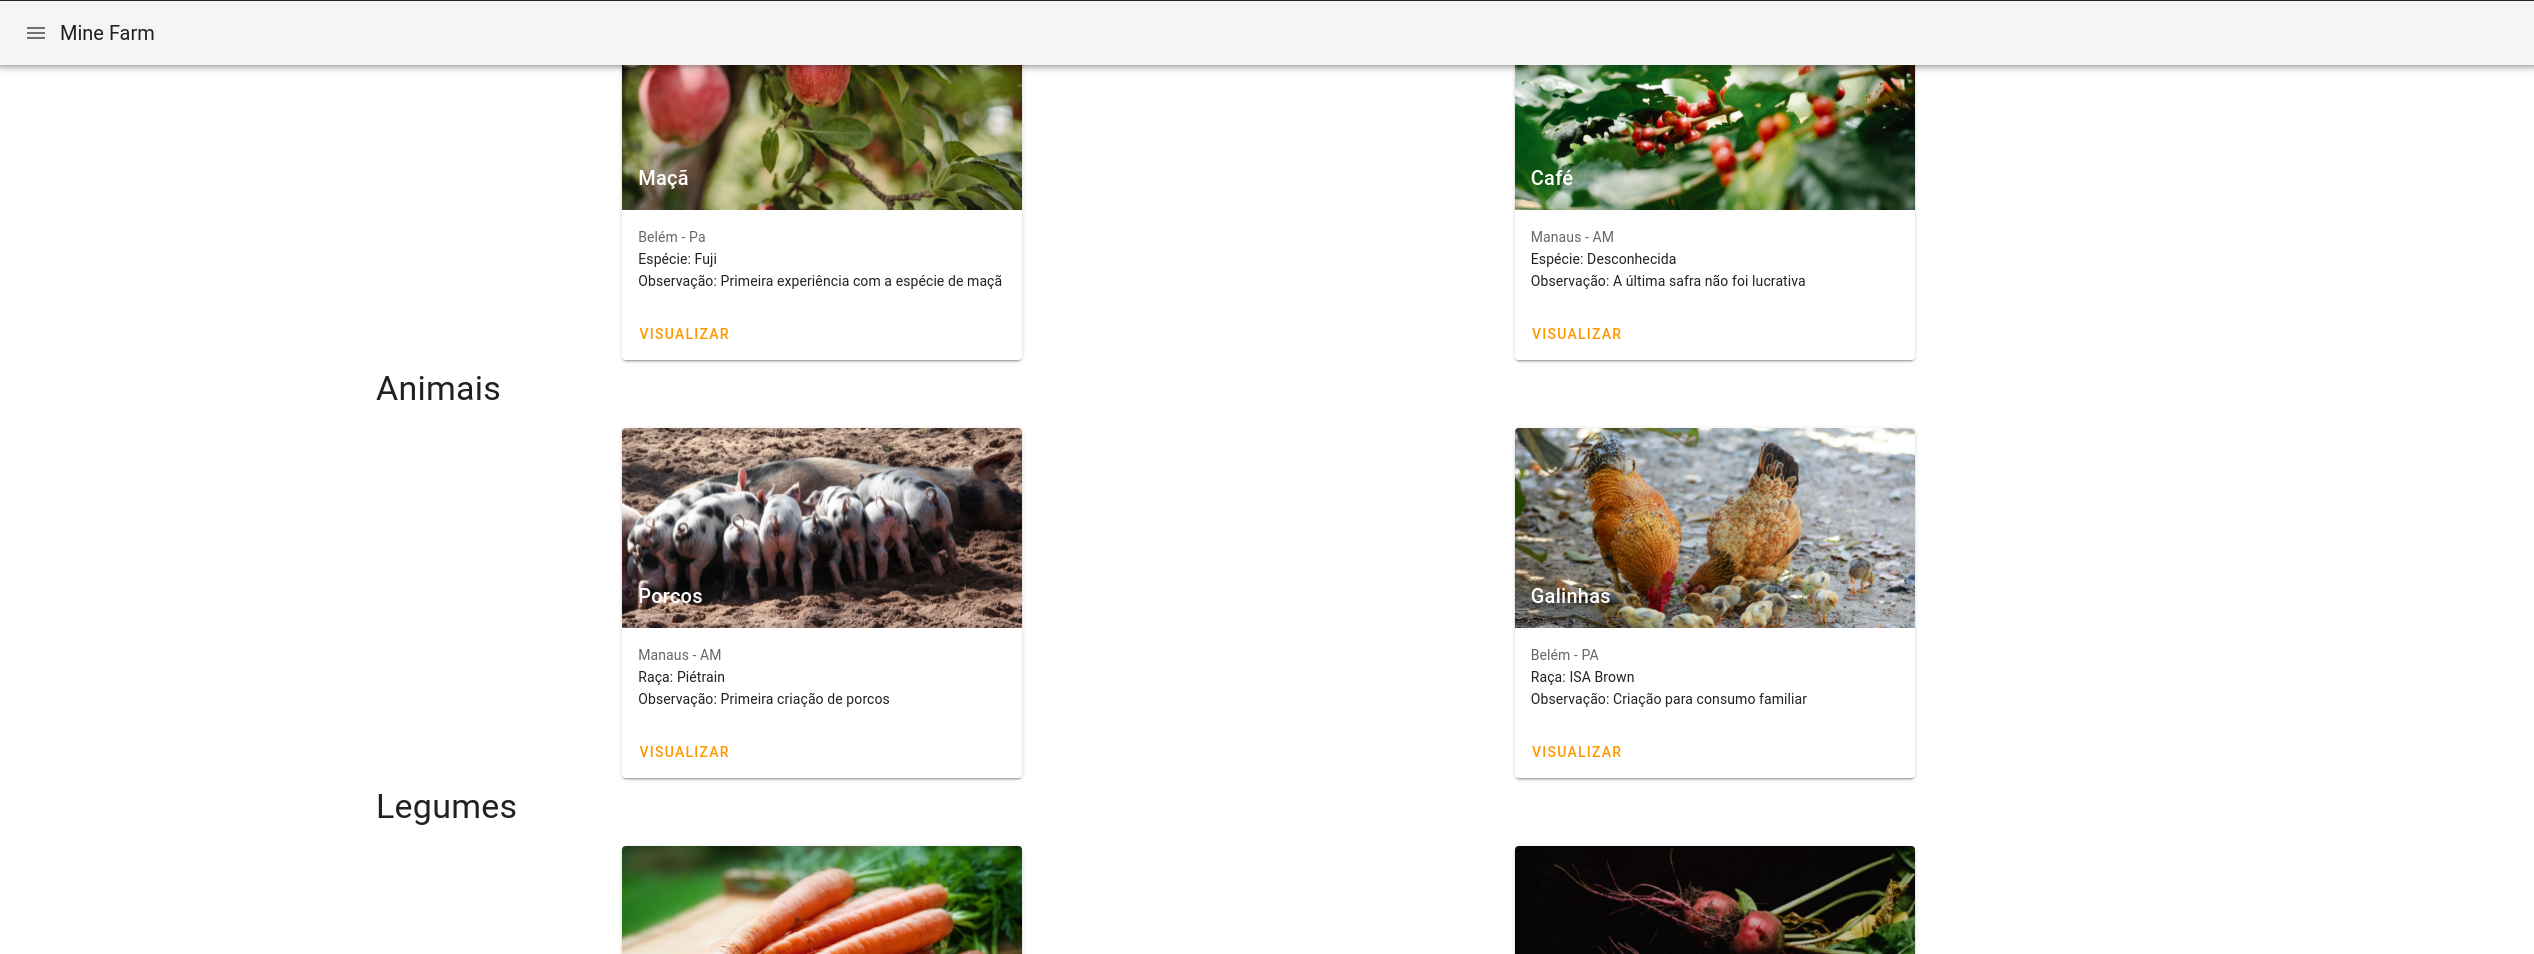 Mine Farm
Maçã
Belém - Pa
Espécie: Fuji
Observação: Primeira experiência com a espécie de maçã
VISUALIZAR
Café
Manaus - AM
Espécie: Desconhecida
Observação: A última safra não foi lucrativa
VISUALIZAR
Animais
Porcos
Manaus - AM
Raça: Piétrain
Observação: Primeira criação de porcos
VISUALIZAR
Galinhas
Belém - PA
Raça: ISA Brown
Observação: Criação para consumo familiar
VISUALIZAR
Legumes